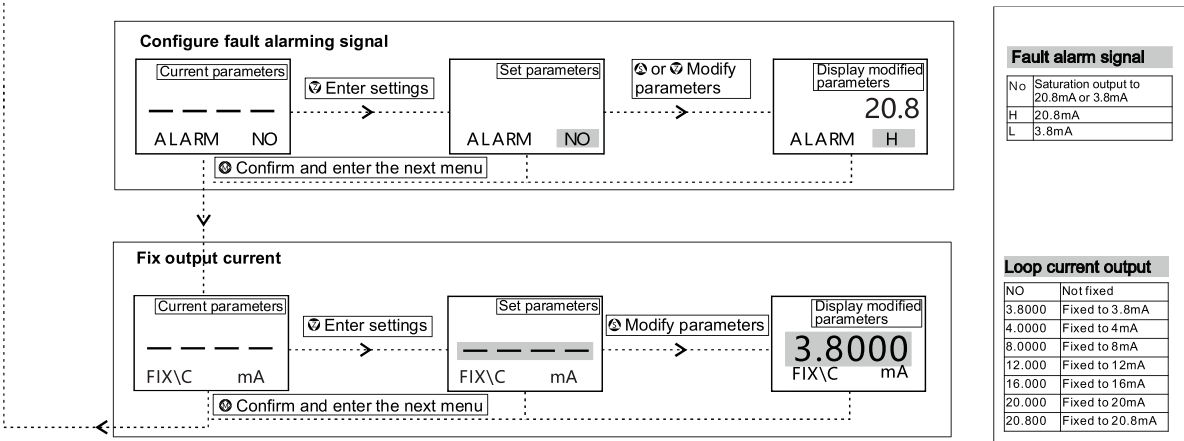 Configure fault alarming signal
Current parameters
— — — —
ALARM NO
Enter settings
Set parameters
ALARM NO
or Modify
parameters
Display modified
parameters
20.8
ALARM H
Confirm and enter the next menu
Fix output current
Current parameters
— — — —
FIX\C mA
Enter settings
Set parameters
— — — —
FIX\C mA
Modify parameters
Display modified
parameters
3.8000
FIX\C mA
Confirm and enter the next menu
Fault alarm signal
No Saturation output to
20.8mA or 3.8mA
H 20.8mA
L 3.8mA
Loop current output
NO Not fixed
3.8000 Fixed to 3.8mA
4.0000 Fixed to 4mA
8.0000 Fixed to 8mA
12.000 Fixed to 12mA
16.000 Fixed to 16mA
20.000 Fixed to 20mA
20.800 Fixed to 20.8mA